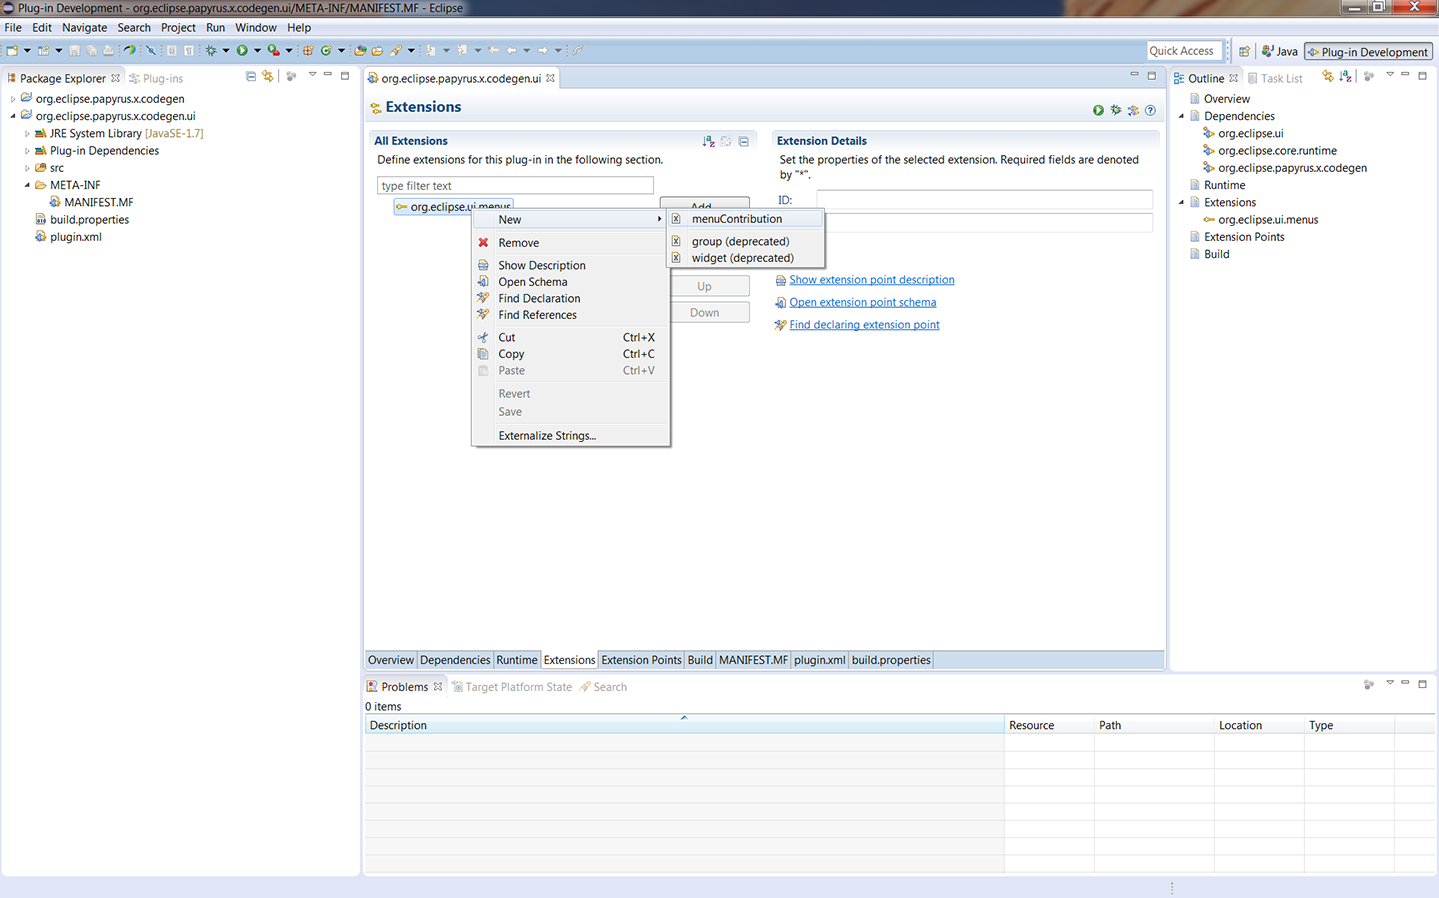 Plug-in Development - org.eclipse.papyrus.x.codegen.ui/META-INF/MANIFEST.MF - Eclipse
File Edit Navigate Search Project Run Window Help
Quick Access Java Plug-in Development
Package Explorer Plug-ins
org.eclipse.papyrus.x.codegen
org.eclipse.papyrus.x.codegen.ui
JRE System Library [JavaSE-1.7]
Plug-in Dependencies
src
META-INF
MANIFEST.MF
build.properties
plugin.xml
org.eclipse.papyrus.x.codegen.ui
Extensions
All Extensions
Define extensions for this plug-in in the following section.
type filter text
org.eclipse.ui.menus
Add...
Up
Down
New
Remove
Show Description
Open Schema
Find Declaration
Find References
Cut Ctrl+X
Copy Ctrl+C
Paste Ctrl+V
Revert
Save
Externalize Strings...
menuContribution
group (deprecated)
widget (deprecated)
Extension Details
Set the properties of the selected extension. Required fields are denoted
by "*".
ID:
Show extension point description
Open extension point schema
Find declaring extension point
Overview Dependencies Runtime Extensions Extension Points Build MANIFEST.MF plugin.xml build.properties
Outline Task List
Overview
Dependencies
org.eclipse.ui
org.eclipse.core.runtime
org.eclipse.papyrus.x.codegen
Runtime
Extensions
org.eclipse.ui.menus
Extension Points
Build
Problems Target Platform State Search
0 items
Description Resource Path Location Type